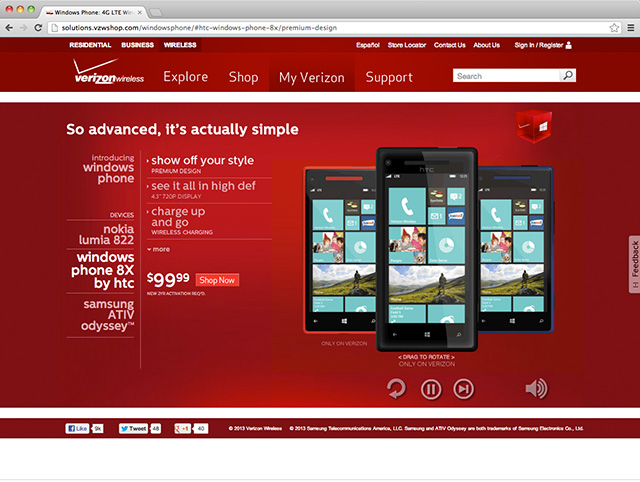 Windows Phone: 4G LTE Win
solutions.vzwshop.com/windowsphone/#htc-windows-phone-8x/premium-design
RESIDENTIAL BUSINESS WIRELESS
Español Store Locator Contact Us About Us Sign In / Register
verizonwireless
Explore Shop My Verizon Support
Search
So advanced, it's actually simple
introducing
windows
phone
DEVICES
nokia
lumia 822
windows
phone 8X
by htc
samsung
ATIV
odyssey™
show off your style
PREMIUM DESIGN
see it all in high def
4.3" 720P DISPLAY
charge up
and go
WIRELESS CHARGING
more
$99.99 Shop Now
NEW 2YR ACTIVATION REQ'D.
hTC
LTE
ONLY ON VERIZON
< DRAG TO ROTATE >
ONLY ON VERIZON
Feedback
Like 9k
Tweet 48
+1 40
© 2013 Verizon Wireless © 2013 Samsung Telecommunications America, LLC. Samsung and ATIV Odyssey are both trademarks of Samsung Electronics Co., Ltd.